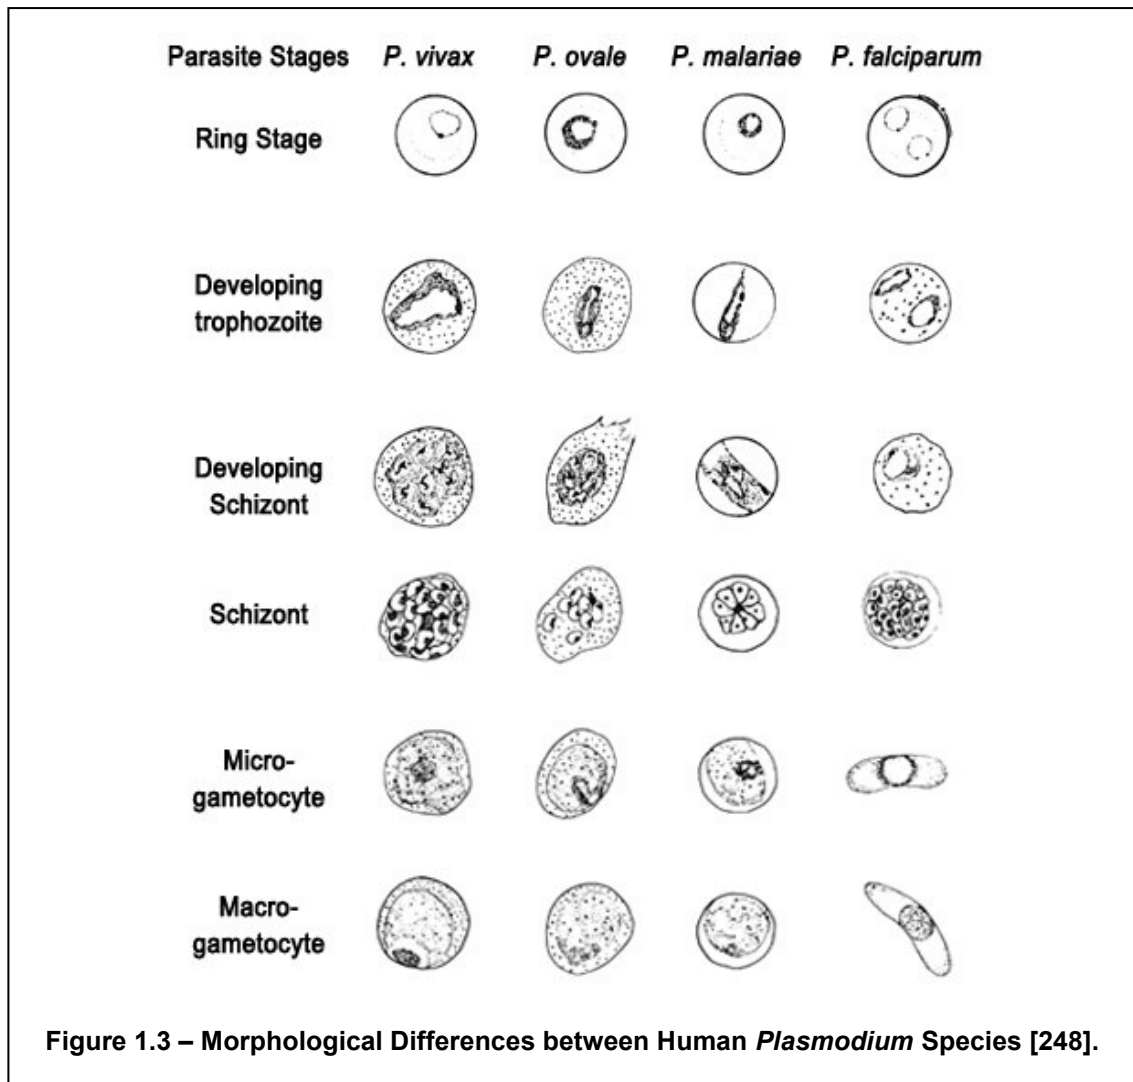 Parasite Stages P. vivax P. ovale P. malariae P. falciparum
Ring Stage
Developing
trophozoite
Developing
Schizont
Schizont
Micro-
gametocyte
Macro-
gametocyte
Figure 1.3 – Morphological Differences between Human Plasmodium Species [248].